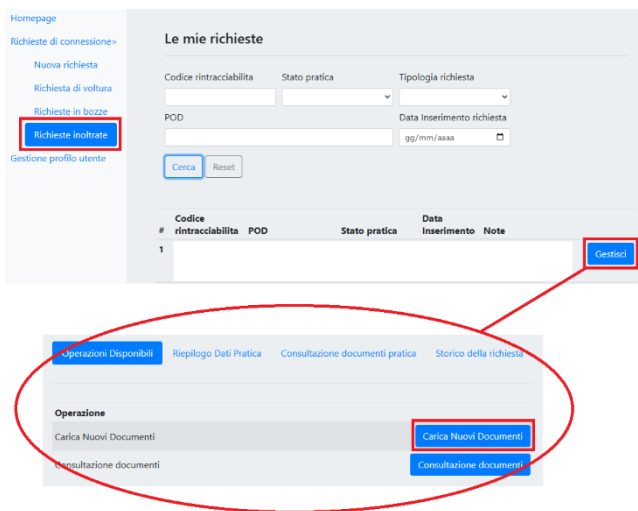 Homepage
Richieste di connessione>
Nuova richiesta
Richiesta di voltura
Richieste in bozze
Richieste inoltrate
Gestione profilo utente
Le mie richieste
Codice rintracciabilita Stato pratica Tipologia richiesta
POD Data Inserimento richiesta
gg/mm/aaaa
Cerca Reset
# Codice rintracciabilita POD Stato pratica Data Inserimento Note
1 Gestisci
Operazioni Disponibili Riepilogo Dati Pratica Consultazione documenti pratica Storico della richiesta
Operazione
Carica Nuovi Documenti Carica Nuovi Documenti
Consultazione documenti Consultazione documenti